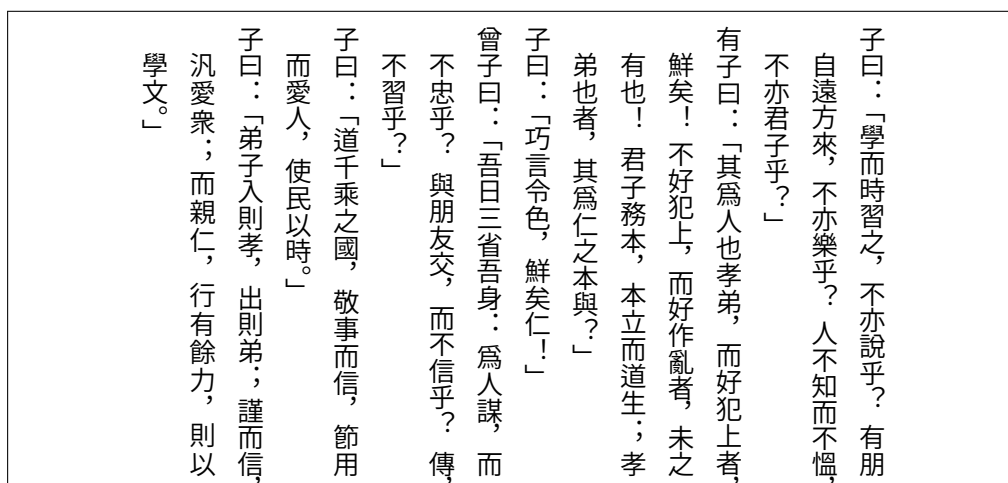 子曰：「學而時習之，不亦說乎？有朋
自遠方來，不亦樂乎？人不知而不慍，
不亦君子乎？」
有子曰：「其爲人也孝弟，而好犯上者，
鮮矣！不好犯上，而好作亂者，未之
有也！君子務本，本立而道生；孝
弟也者，其爲仁之本與？」
子曰：「巧言令色，鮮矣仁！」
曾子曰：「吾日三省吾身：爲人謀，而
不忠乎？與朋友交，而不信乎？傳，
不習乎？」
子曰：「道千乘之國，敬事而信，節用
而愛人，使民以時。」
子曰：「弟子入則孝，出則弟；謹而信，
汎愛衆；而親仁，行有餘力，則以
學文。」